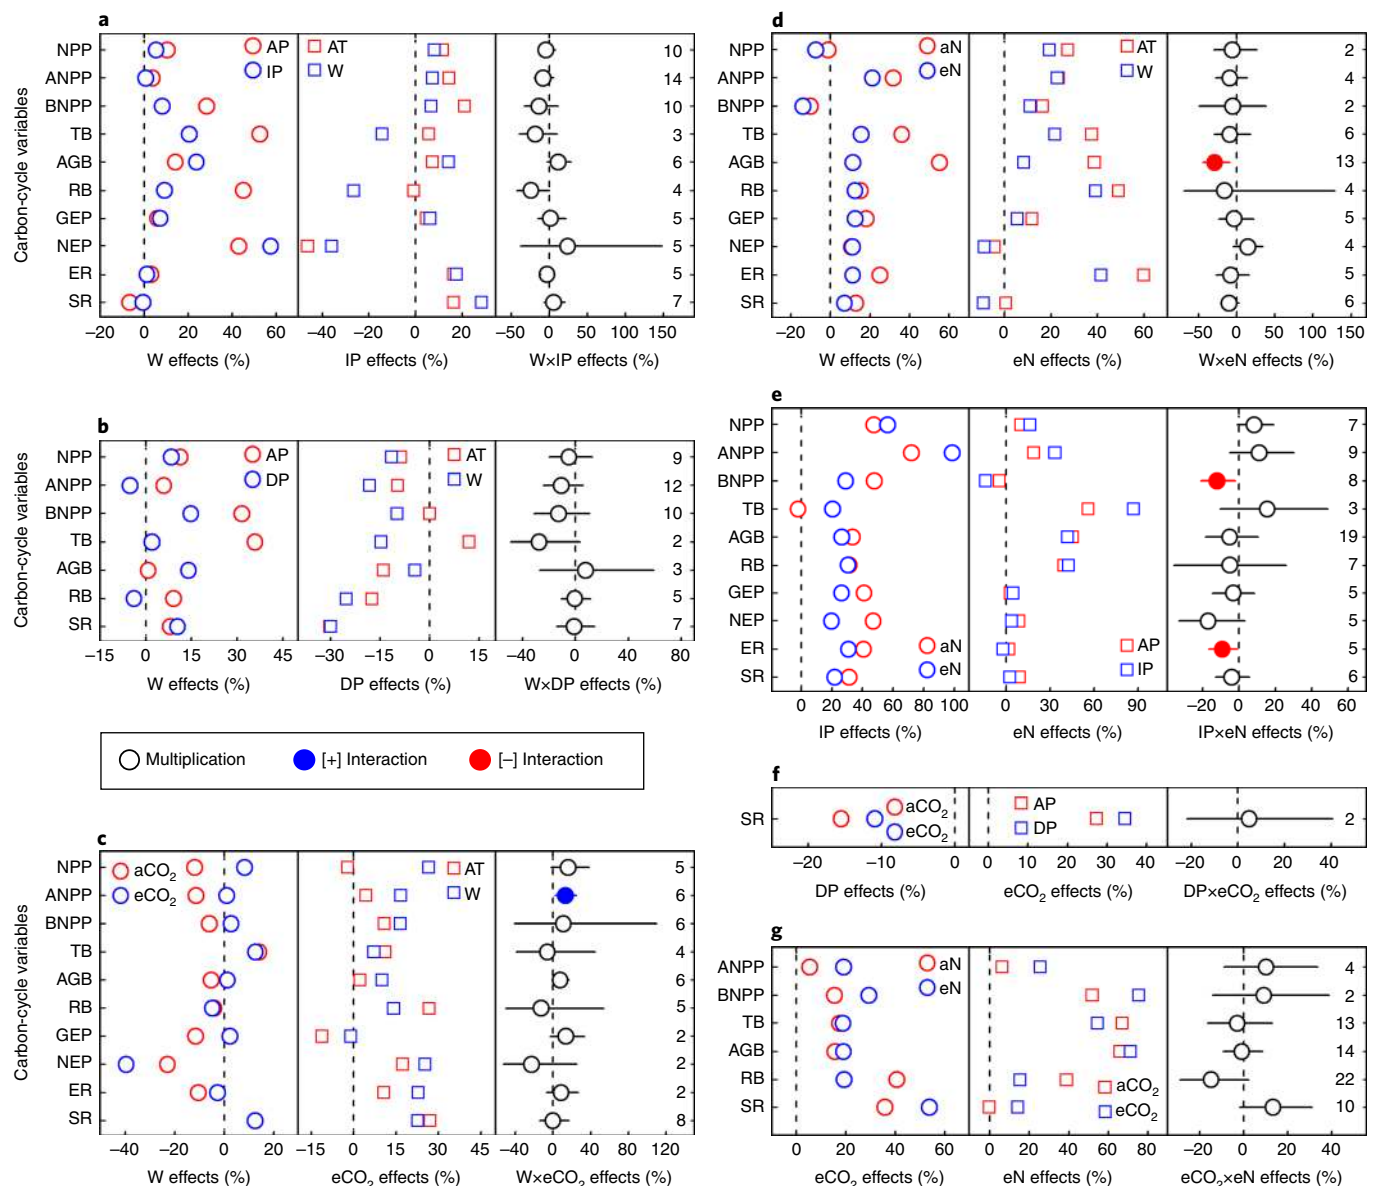 a
Carbon-cycle variables
NPP
ANPP
BNPP
TB
AGB
RB
GEP
NEP
ER
SR
AP
IP
AT
W
10
14
10
3
6
4
5
5
5
7
–20 0 20 40 60
–40 –20 0 20
–50 0 50 100 150
W effects (%)
IP effects (%)
W×IP effects (%)
b
Carbon-cycle variables
NPP
ANPP
BNPP
TB
AGB
RB
SR
AP
DP
AT
W
9
12
10
2
3
5
7
–15 0 15 30 45
–30 –15 0 15
–40 0 40 80
W effects (%)
DP effects (%)
W×DP effects (%)
Multiplication
[+] Interaction
[–] Interaction
c
Carbon-cycle variables
NPP
ANPP
BNPP
TB
AGB
RB
GEP
NEP
ER
SR
aCO2
eCO2
AT
W
5
6
6
4
6
5
2
2
2
8
–40 –20 0 20
–15 0 15 30 45
–40 0 40 80 120
W effects (%)
eCO2 effects (%)
W×eCO2 effects (%)
d
NPP
ANPP
BNPP
TB
AGB
RB
GEP
NEP
ER
SR
aN
eN
AT
W
2
4
2
6
13
4
5
4
5
6
–20 0 20 40 60
0 20 40 60
–50 0 50 100 150
W effects (%)
eN effects (%)
W×eN effects (%)
e
NPP
ANPP
BNPP
TB
AGB
RB
GEP
NEP
ER
SR
aN
eN
AP
IP
7
9
8
3
19
7
5
5
5
6
0 20 40 60 80 100
0 30 60 90
–20 0 20 40 60
IP effects (%)
eN effects (%)
IP×eN effects (%)
f
SR
aCO2
eCO2
AP
DP
2
–20 –10 0
0 10 20 30 40
–20 0 20 40
DP effects (%)
eCO2 effects (%)
DP×eCO2 effects (%)
g
ANPP
BNPP
TB
AGB
RB
SR
aN
eN
aCO2
eCO2
4
2
13
14
22
10
0 20 40 60
0 20 40 60 80
–20 0 20 40
eCO2 effects (%)
eN effects (%)
eCO2×eN effects (%)